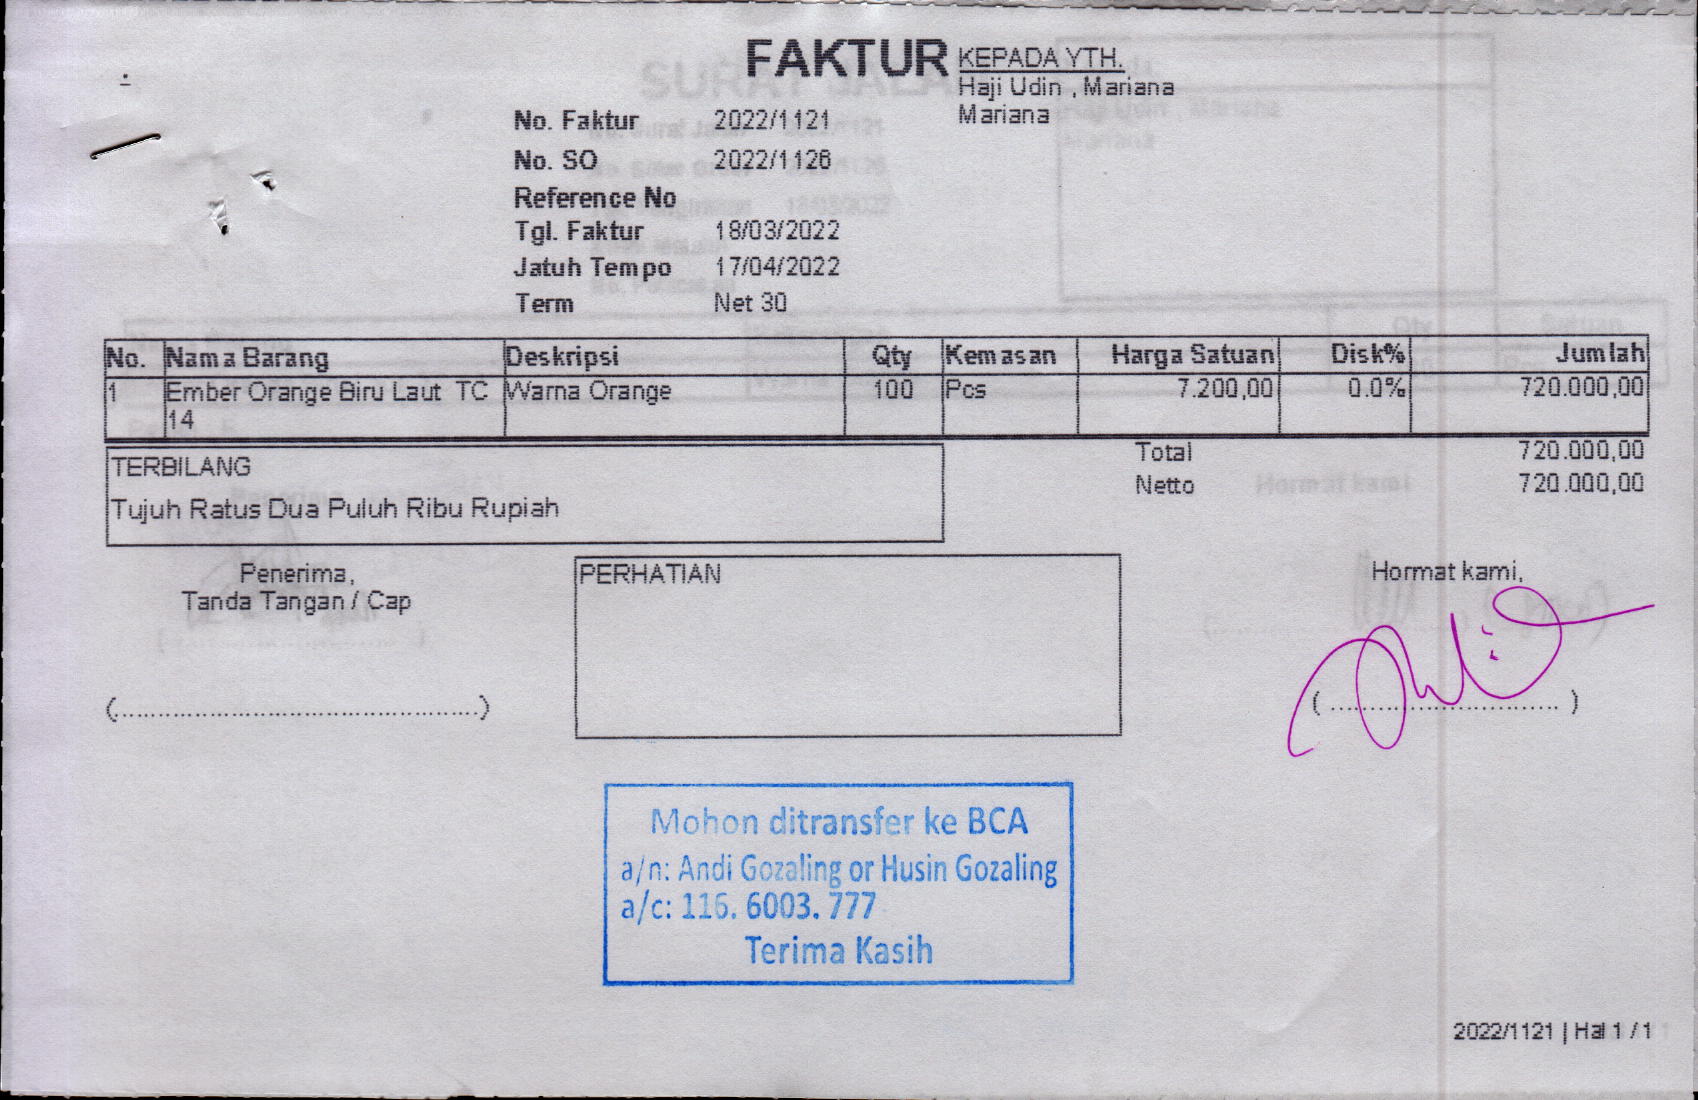 FAKTUR
KEPADA YTH.
Haji Udin , Mariana
Mariana
No. Faktur 2022/1121
No. SO 2022/1126
Reference No
Tgl. Faktur 18/03/2022
Jatuh Tempo 17/04/2022
Term Net 30
No. Nama Barang Deskripsi Qty Kemasan Harga Satuan Disk% Jumlah
1 Ember Orange Biru Laut TC Warna Orange 100 Pcs 7.200,00 0.0% 720.000,00
14
Total 720.000,00
Netto 720.000,00
TERBILANG
Tujuh Ratus Dua Puluh Ribu Rupiah
Penerima,
Tanda Tangan / Cap
(..............................................)
PERHATIAN
Hormat kami,
( ............................. )
Mohon ditransfer ke BCA
a/n: Andi Gozaling or Husin Gozaling
a/c: 116. 6003. 777
Terima Kasih
2022/1121 | Hal 1 / 1